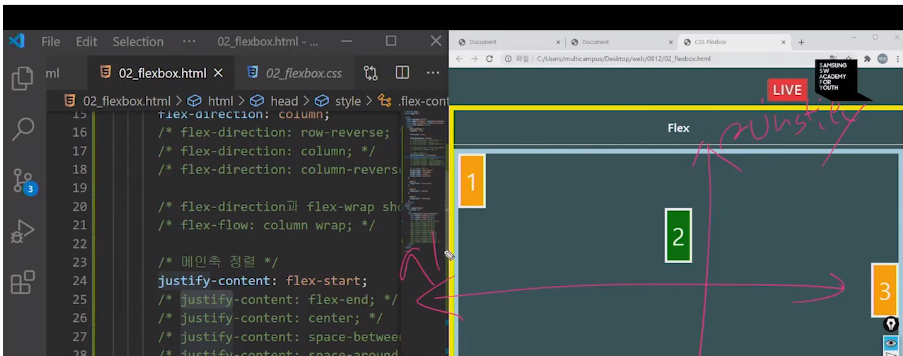 File Edit Selection ... 02_flexbox.html - ...
Document Document CSS Flexbox
파일 | C:/Users/multicampus/Desktop/web/0812/02_flexbox.html
ml 02_flexbox.html 02_flexbox.css
02_flexbox.html > html > head > style > .flex-cont
15 flex-direction: column;
16 /* flex-direction: row-reverse;
17 /* flex-direction: column; */
18 /* flex-direction: column-revers
19
20 /* flex-direction과 flex-wrap sho
21 /* flex-flow: column wrap; */
22
23 /* 메인축 정렬 */
24 justify-content: flex-start;
25 /* justify-content: flex-end; */
26 /* justify-content: center; */
27 /* justify-content: space-betwee
28 /* justify-content: space-around
3
LIVE
SAMSUNG
SW
ACADEMY
FOR
YOUTH
Flex
1
2
3